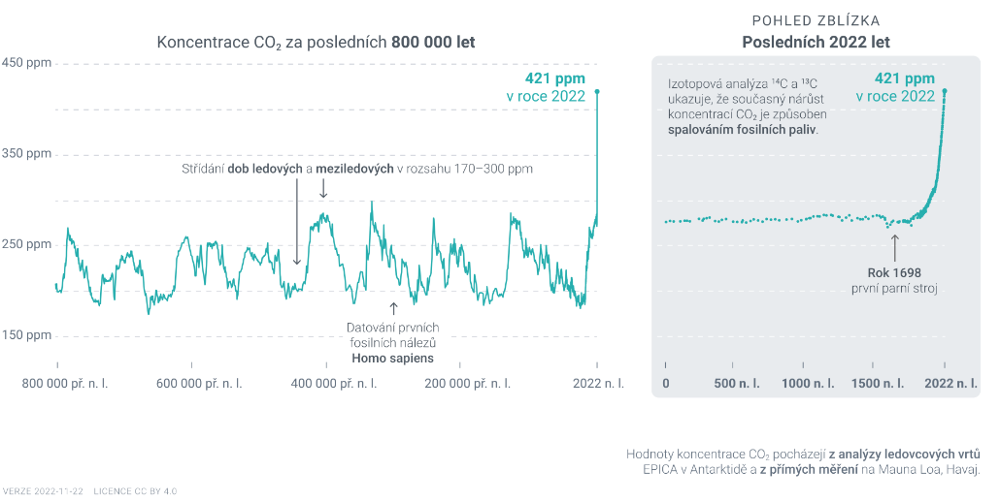 Koncentrace CO₂ za posledních 800 000 let
450 ppm
350 ppm
250 ppm
150 ppm
421 ppm
v roce 2022
Střídání dob ledových a meziledových v rozsahu 170–300 ppm
Datování prvních
fosilních nálezů
Homo sapiens
800 000 př. n. l.
600 000 př. n. l.
400 000 př. n. l.
200 000 př. n. l.
2022 n. l.
POHLED ZBLÍZKA
Posledních 2022 let
Izotopová analýza ¹⁴C a ¹³C
ukazuje, že současný nárůst
koncentrací CO₂ je způsoben
spalováním fosilních paliv.
421 ppm
v roce 2022
Rok 1698
první parní stroj
0
500 n. l.
1000 n. l.
1500 n. l.
2022 n. l.
Hodnoty koncentrace CO₂ pocházejí z analýzy ledovcových vrtů
EPICA v Antarktidě a z přímých měření na Mauna Loa, Havaj.
VERZE 2022-11-22 LICENCE CC BY 4.0